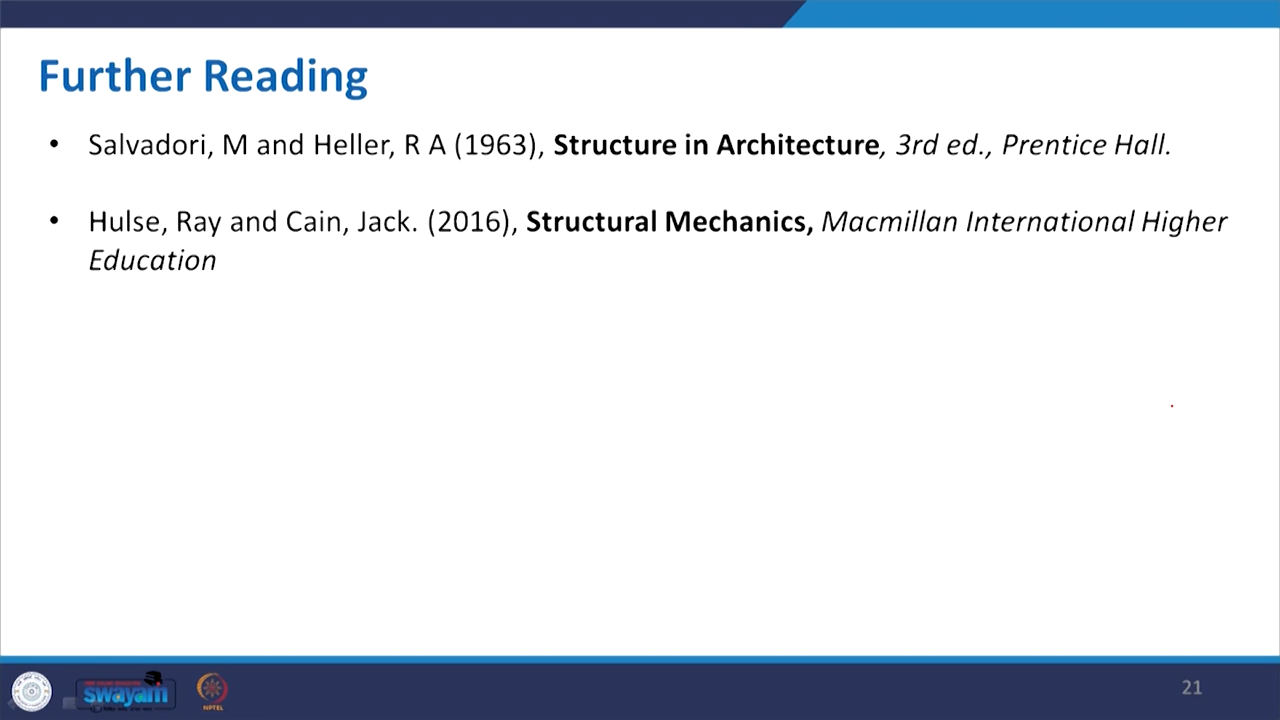 Further Reading
• Salvadori, M and Heller, R A (1963), Structure in Architecture, 3rd ed., Prentice Hall.
• Hulse, Ray and Cain, Jack. (2016), Structural Mechanics, Macmillan International Higher
Education
swayam
NPTEL
21